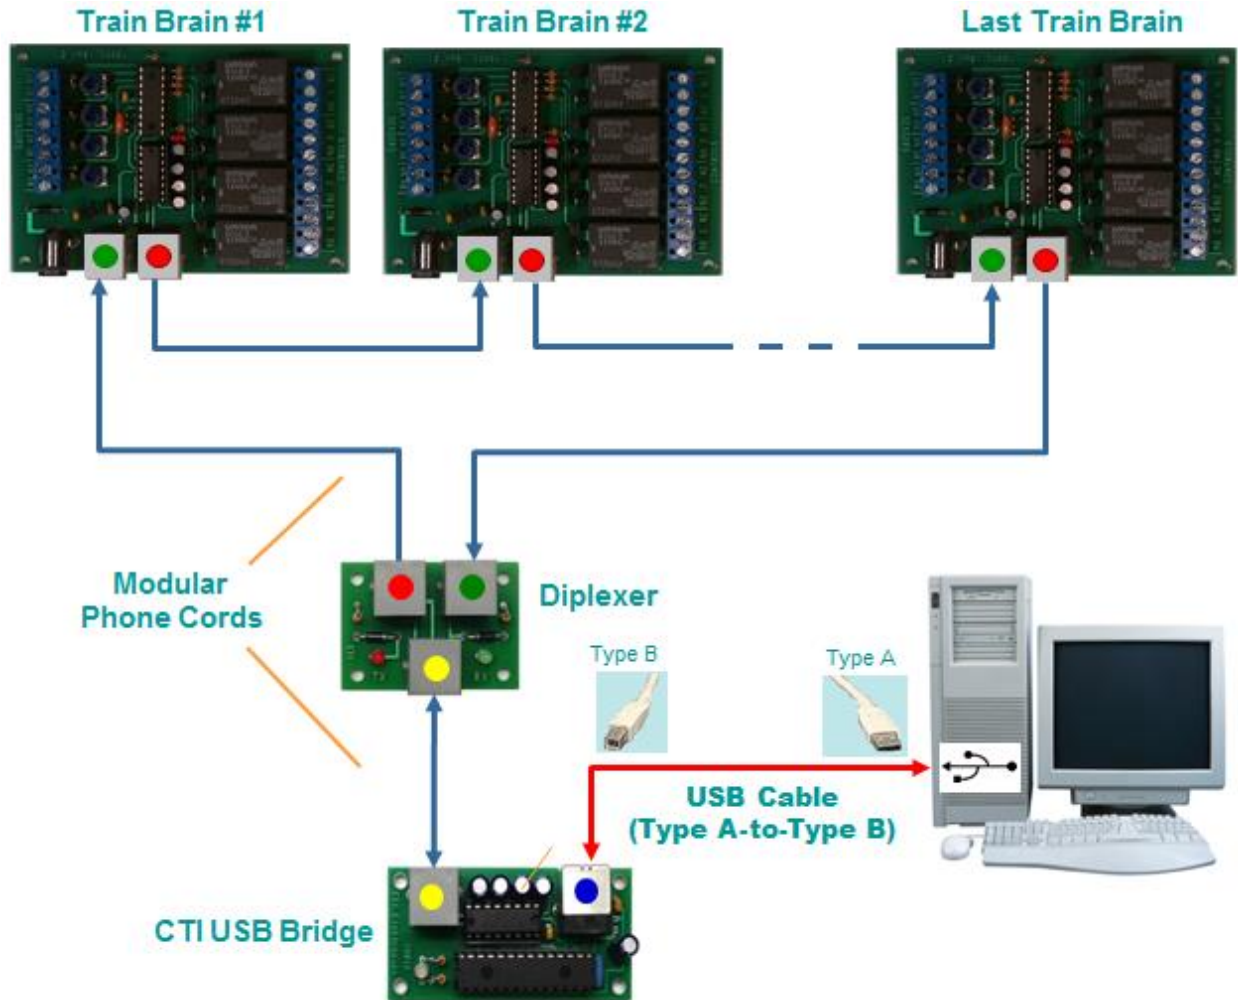 Train Brain #1
Train Brain #2
Last Train Brain
Modular
Phone Cords
Diplexer
Type B
Type A
USB Cable
(Type A-to-Type B)
CTI USB Bridge